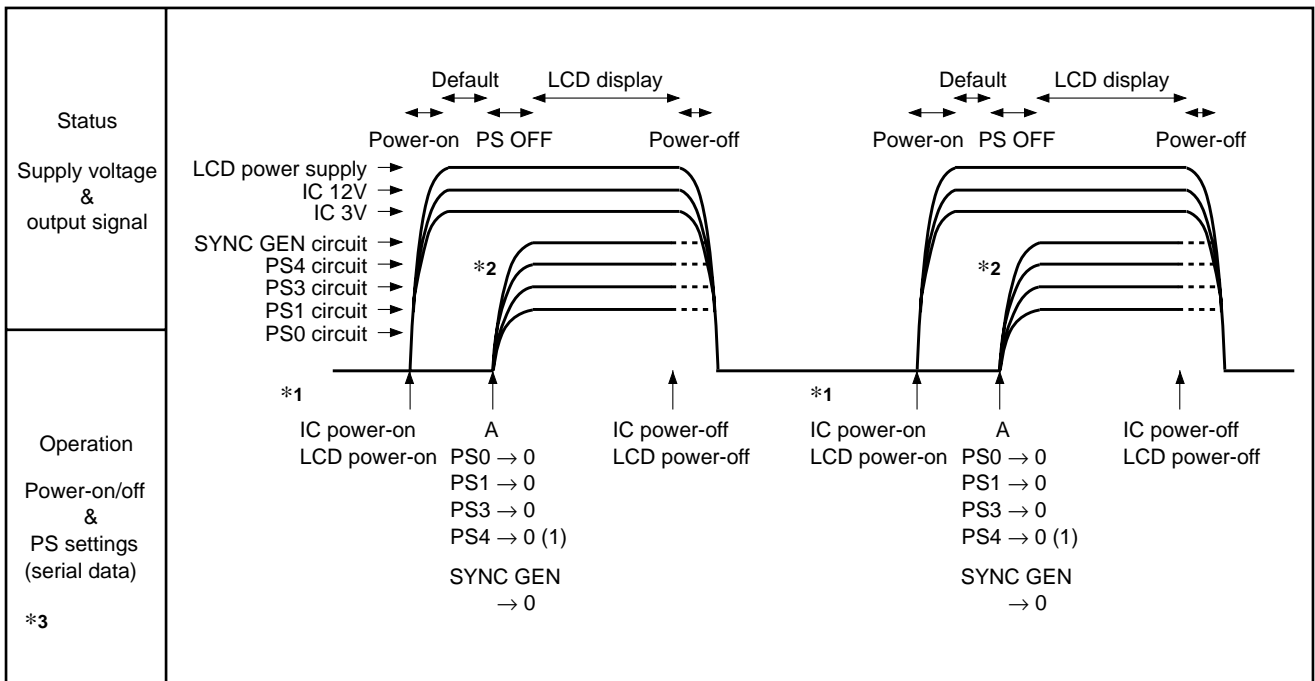 Status
Supply voltage
&
output signal
Operation
Power-on/off
&
PS settings
(serial data)
*3
Default LCD display
Power-on PS OFF Power-off
LCD power supply
IC 12V
IC 3V
SYNC GEN circuit
PS4 circuit
PS3 circuit
PS1 circuit
PS0 circuit
*2
*1
IC power-on
LCD power-on
A
PS0 → 0
PS1 → 0
PS3 → 0
PS4 → 0 (1)
SYNC GEN
→ 0
IC power-off
LCD power-off
Default LCD display
Power-on PS OFF Power-off
*2
*1
IC power-on
LCD power-on
A
PS0 → 0
PS1 → 0
PS3 → 0
PS4 → 0 (1)
SYNC GEN
→ 0
IC power-off
LCD power-off